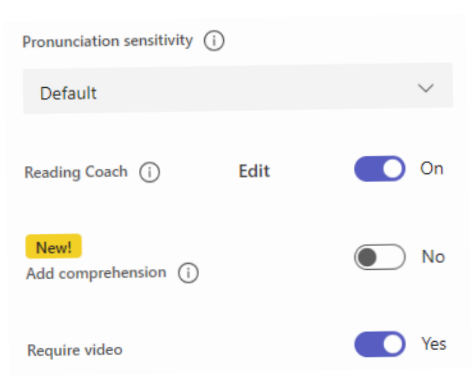 Pronunciation sensitivity
Default
Reading Coach Edit On
New!
Add comprehension No
Require video Yes